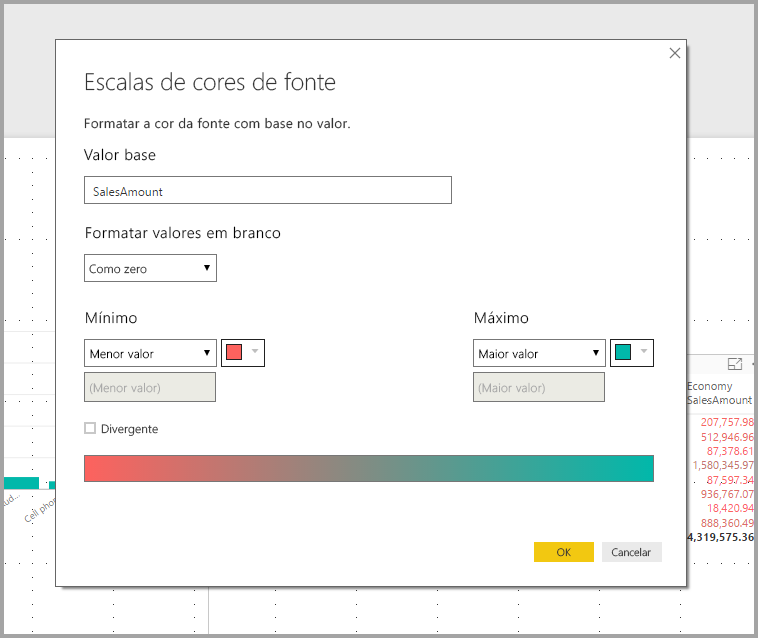 Escalas de cores de fonte
Formatar a cor da fonte com base no valor.
Valor base
SalesAmount
Formatar valores em branco
Como zero
Mínimo
Máximo
Menor valor
Maior valor
(Menor valor)
(Maior valor)
Divergente
OK
Cancelar
Economy
SalesAmount
207,757.98
512,946.96
87,378.61
1,580,345.97
87,597.34
936,767.07
18,420.94
888,360.49
4,319,575.36
ud...
Cell phon